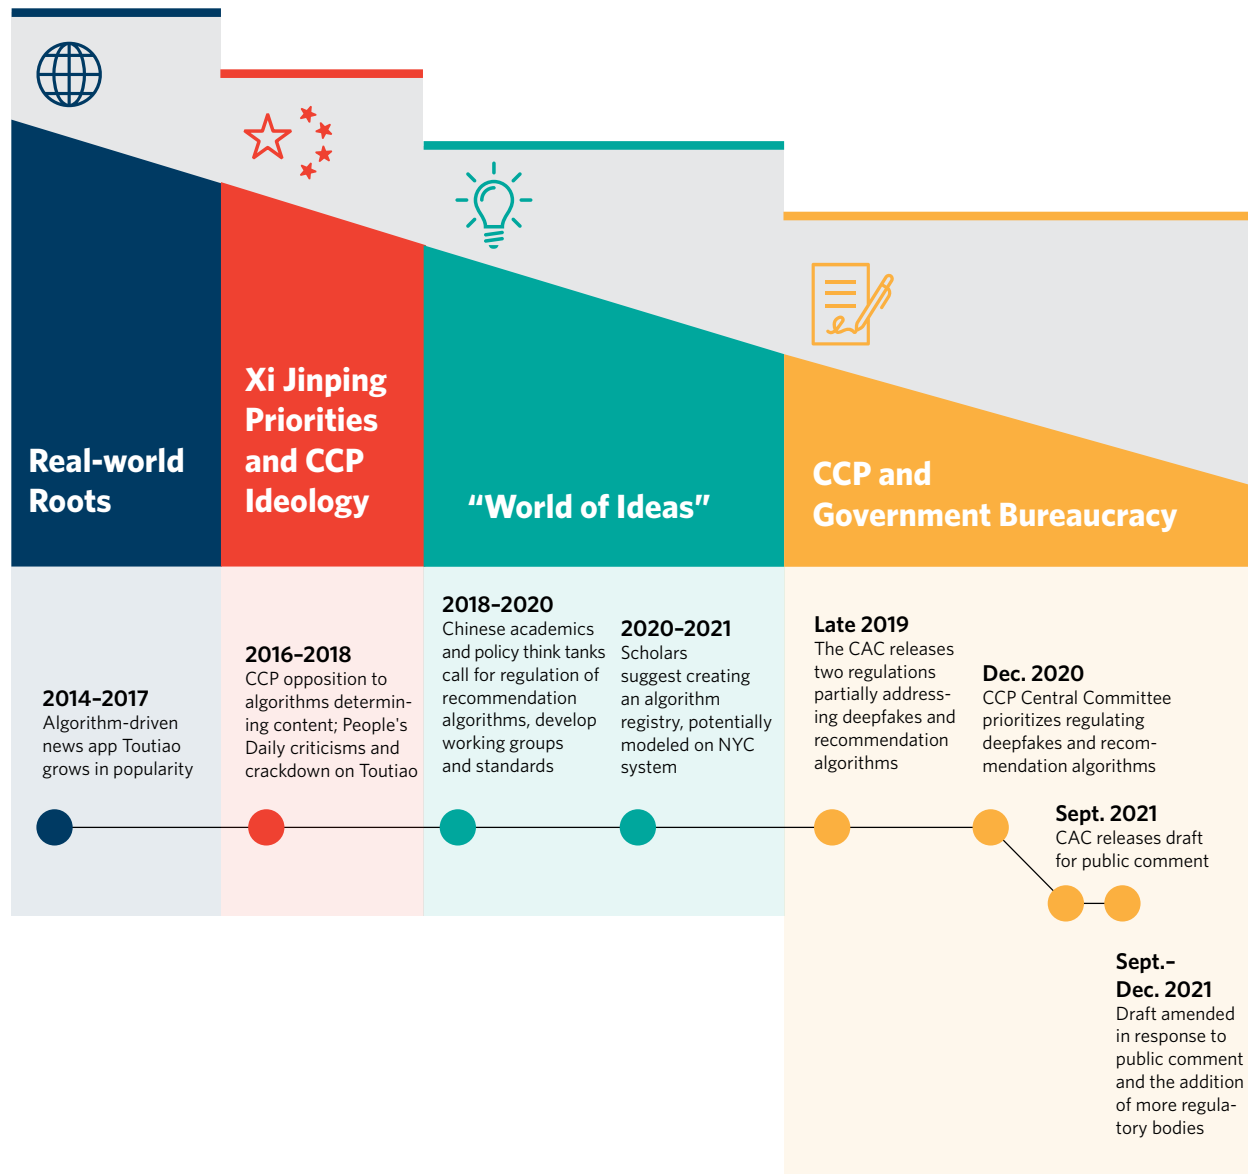 Real-world
Roots
Xi Jinping
Priorities
and CCP
Ideology
“World of Ideas”
CCP and
Government Bureaucracy
2014–2017
Algorithm-driven
news app Toutiao
grows in popularity
2016–2018
CCP opposition to
algorithms determin-
ing content; People's
Daily criticisms and
crackdown on Toutiao
2018–2020
Chinese academics
and policy think tanks
call for regulation of
recommendation
algorithms, develop
working groups
and standards
2020–2021
Scholars
suggest creating
an algorithm
registry, potentially
modeled on NYC
system
Late 2019
The CAC releases
two regulations
partially address-
ing deepfakes and
recommendation
algorithms
Dec. 2020
CCP Central Committee
prioritizes regulating
deepfakes and recom-
mendation algorithms
Sept. 2021
CAC releases draft
for public comment
Sept.–
Dec. 2021
Draft amended
in response to
public comment
and the addition
of more regula-
tory bodies